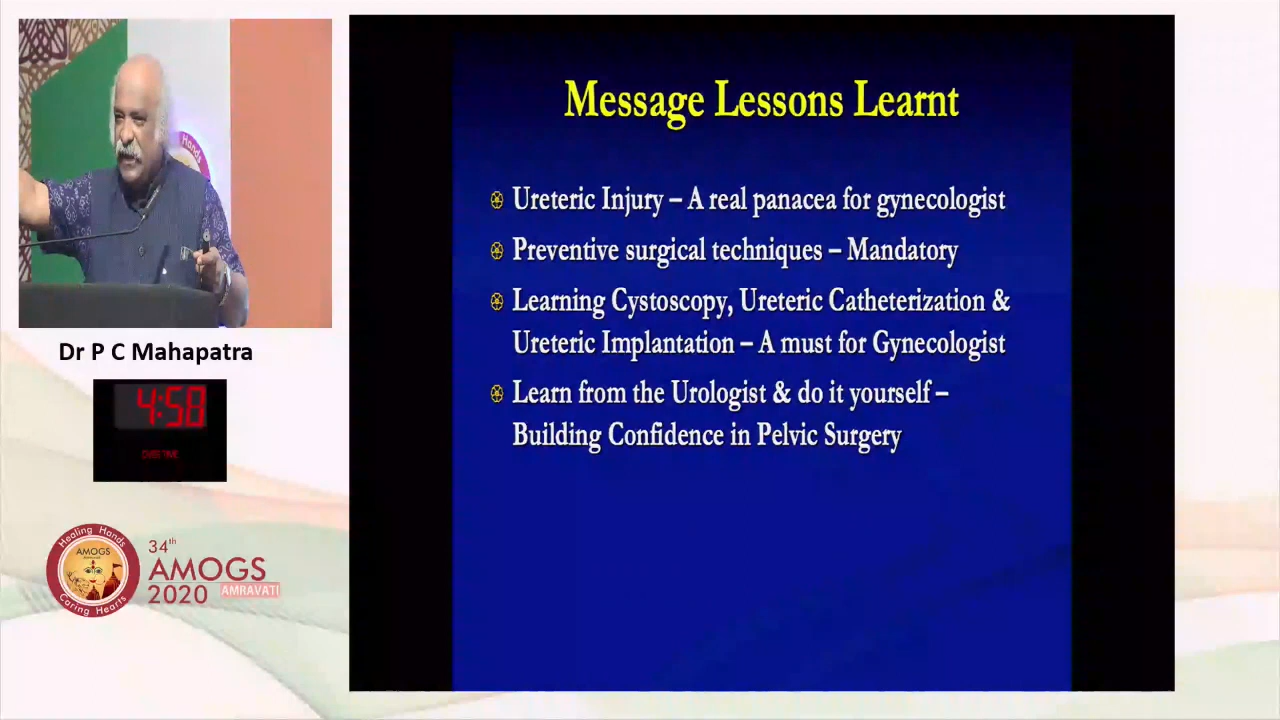 Message Lessons Learnt
Ureteric Injury – A real panacea for gynecologist
Preventive surgical techniques – Mandatory
Learning Cystoscopy, Ureteric Catheterization &
Ureteric Implantation – A must for Gynecologist
Learn from the Urologist & do it yourself –
Building Confidence in Pelvic Surgery
Hands
Dr P C Mahapatra
4:58
Healing Hands
AMOGS
Caring Hearts
34th
AMOGS
2020 AMRAVATI